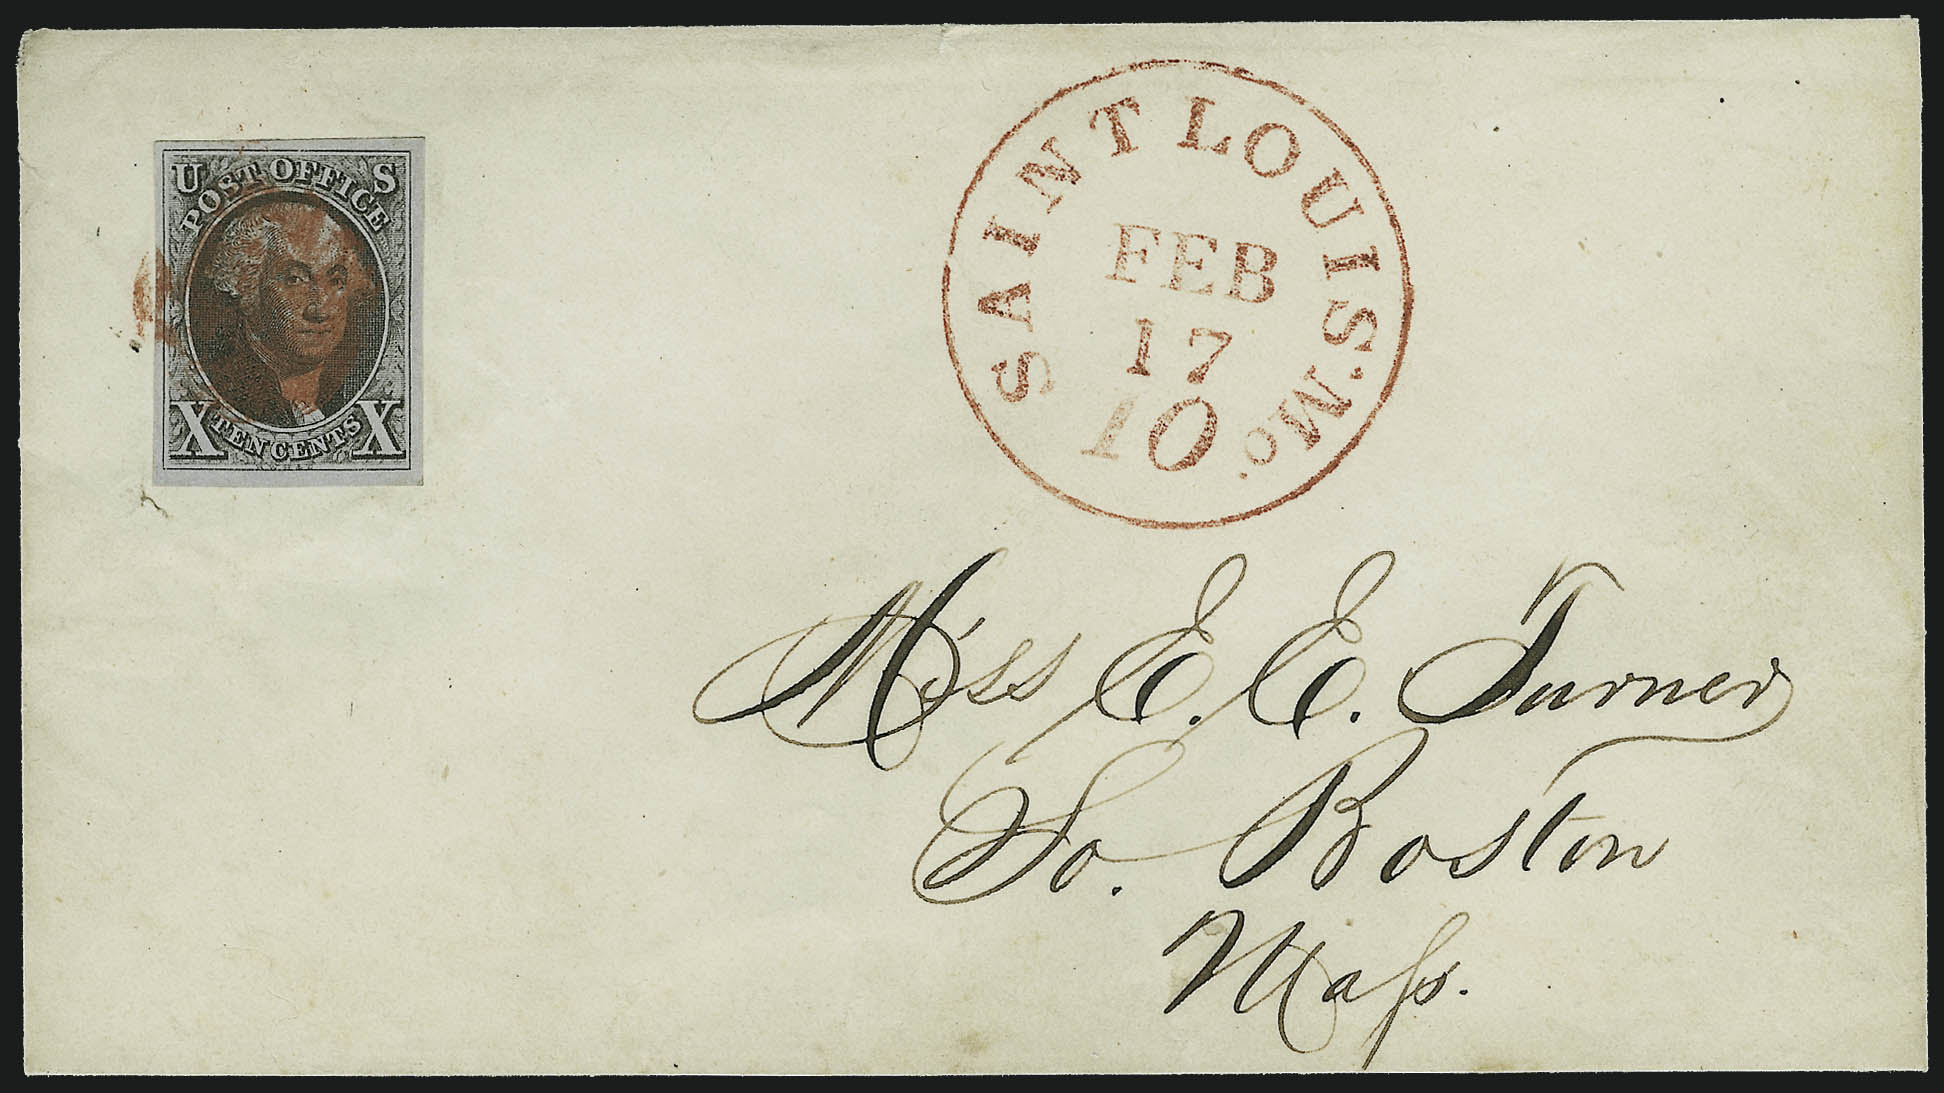 U S
POST OFFICE
X TEN CENTS X
SAINT LOUIS. Mo.
FEB
17
10
Miss E. E. Turner
So. Boston
Maſs.